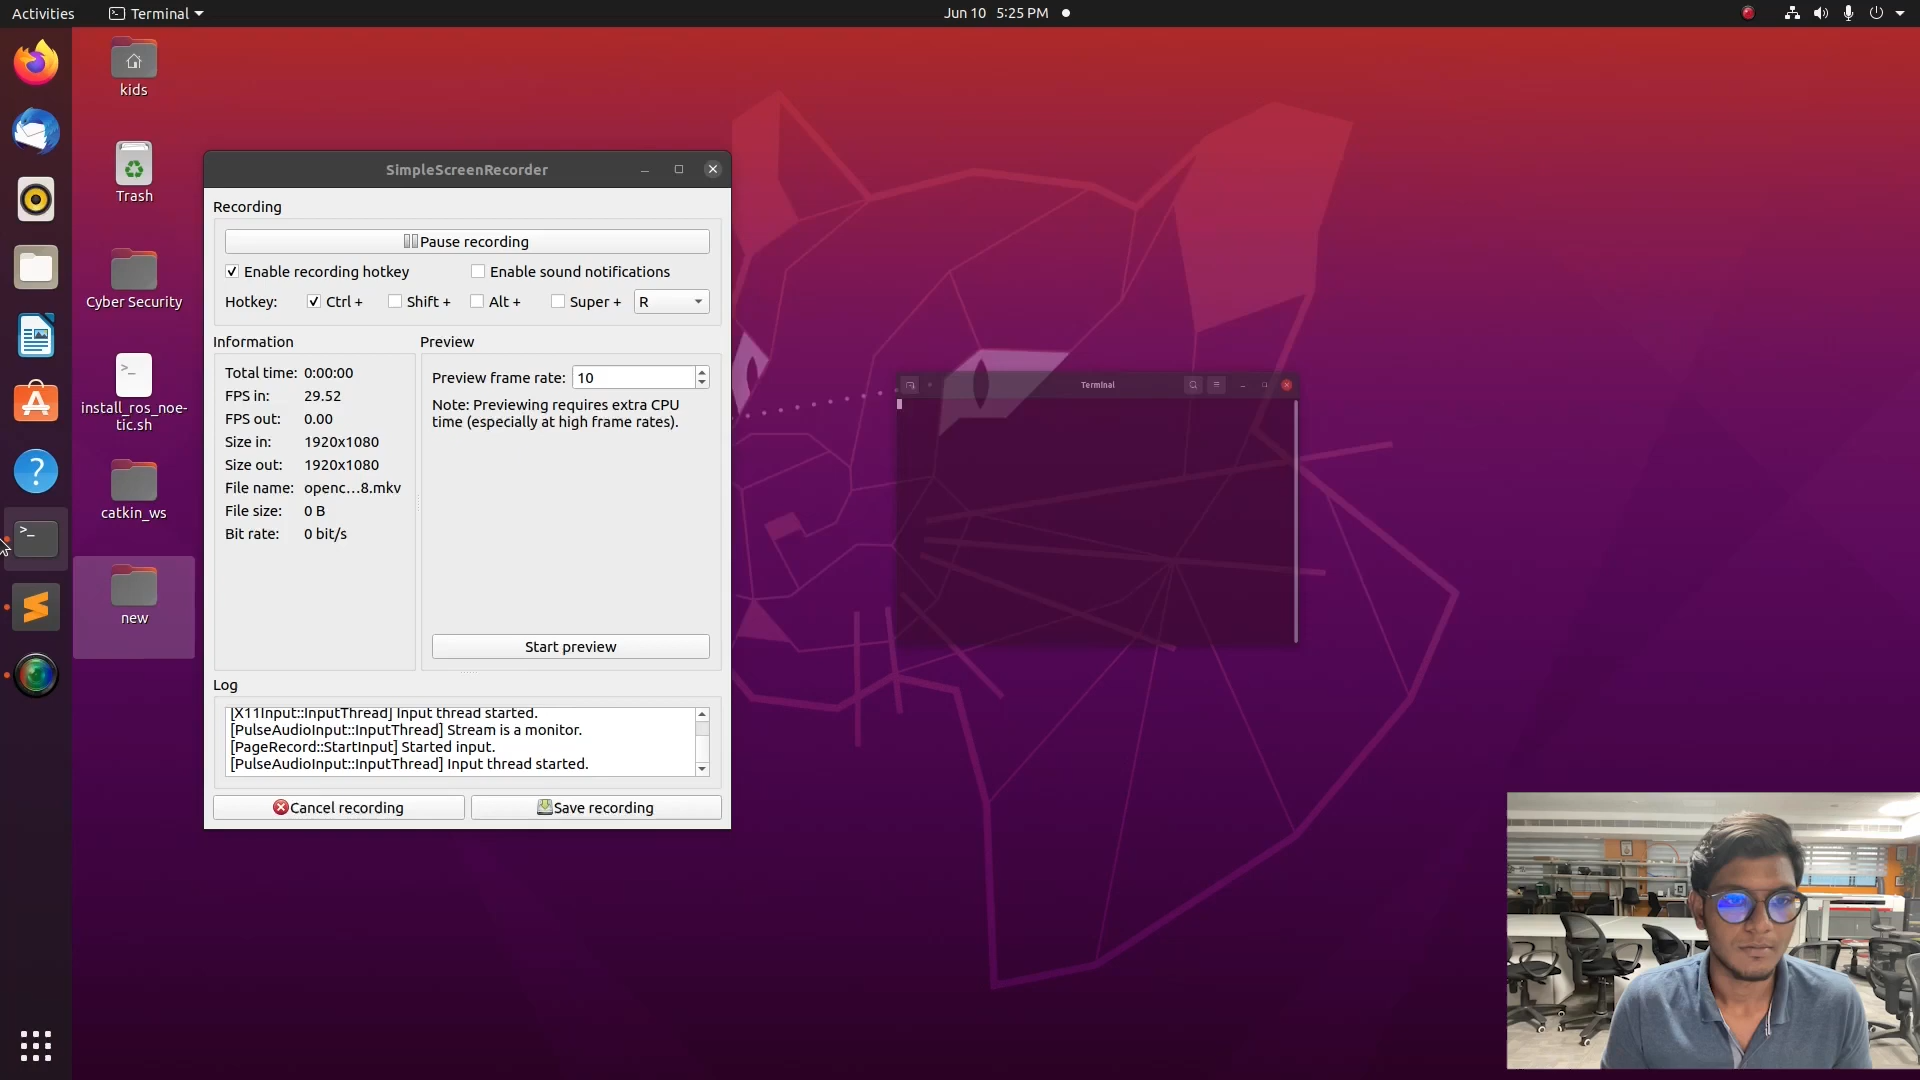 Activities
Terminal
Jun 10 5:25 PM
kids
Trash
Cyber Security
install_ros_noe-
tic.sh
catkin_ws
new
SimpleScreenRecorder
Recording
Pause recording
Enable recording hotkey
Enable sound notifications
Hotkey: Ctrl + Shift + Alt + Super + R
Information
Total time: 0:00:00
FPS in: 29.52
FPS out: 0.00
Size in: 1920x1080
Size out: 1920x1080
File name: openc...8.mkv
File size: 0 B
Bit rate: 0 bit/s
Preview
Preview frame rate: 10
Note: Previewing requires extra CPU
time (especially at high frame rates).
Start preview
Log
[X11Input::InputThread] Input thread started.
[PulseAudioInput::InputThread] Stream is a monitor.
[PageRecord::StartInput] Started input.
[PulseAudioInput::InputThread] Input thread started.
Cancel recording
Save recording
Terminal